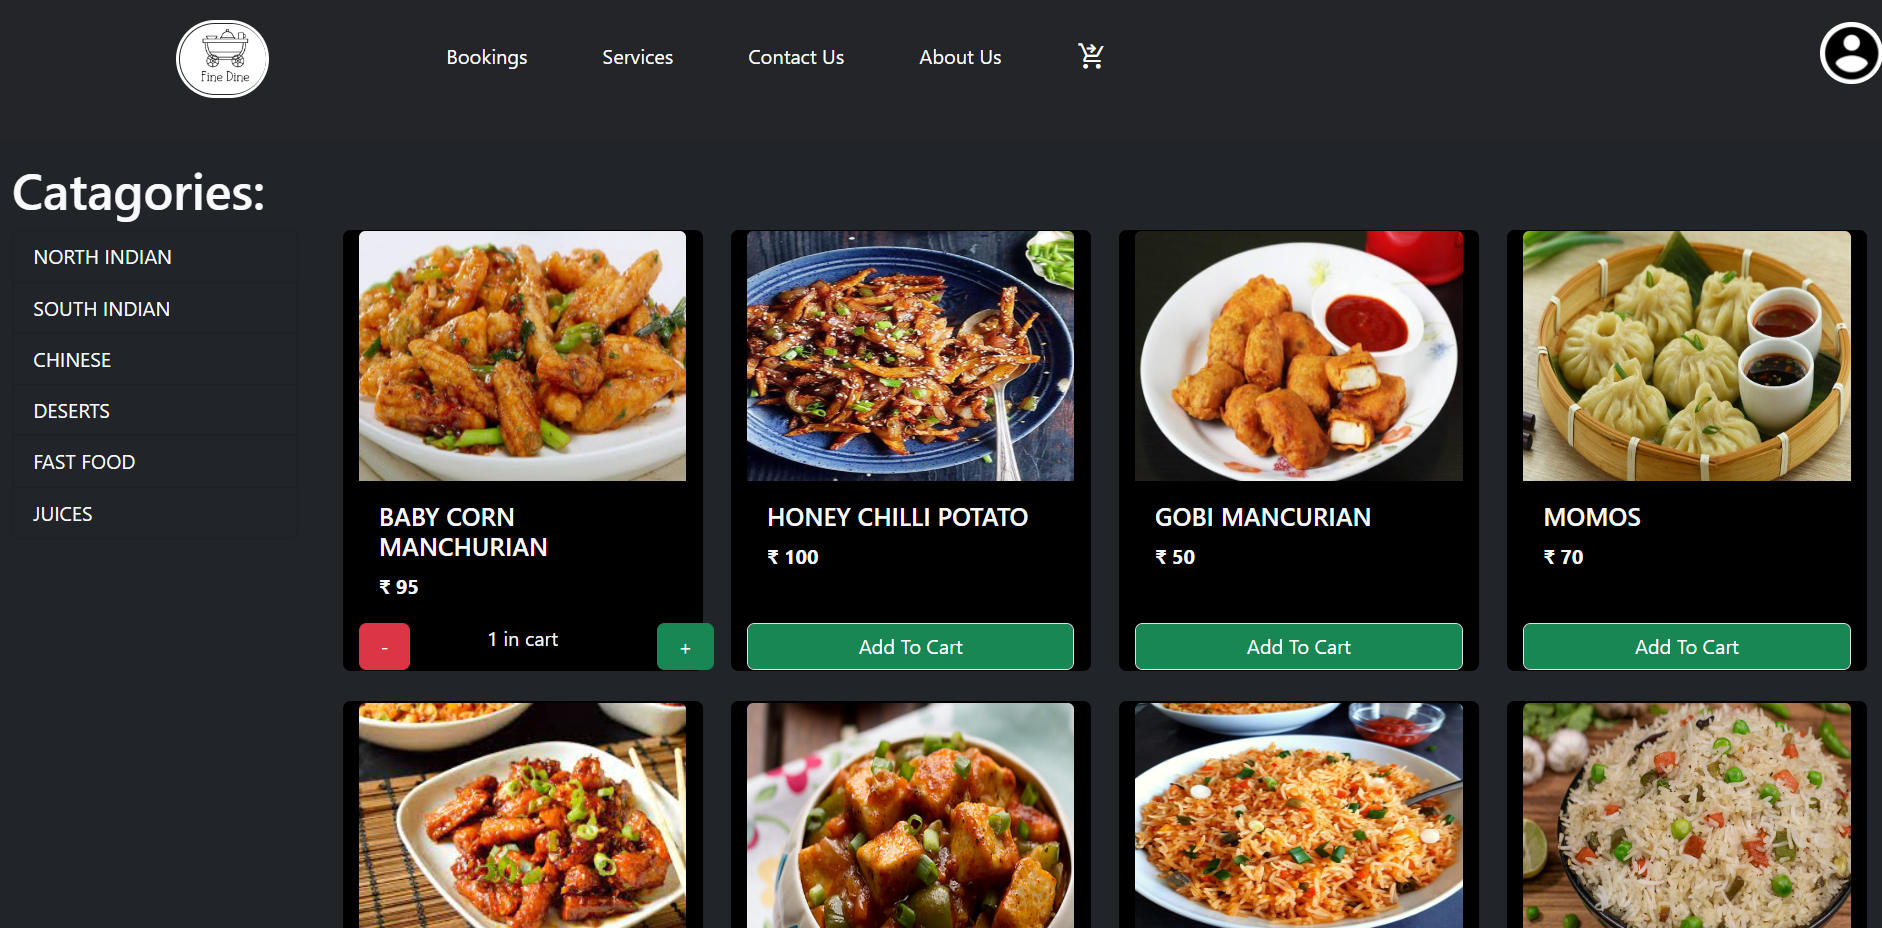 Fine Dine
Bookings
Services
Contact Us
About Us
Catagories:
NORTH INDIAN
SOUTH INDIAN
CHINESE
DESERTS
FAST FOOD
JUICES
BABY CORN
MANCHURIAN
₹ 95
-
1 in cart
+
HONEY CHILLI POTATO
₹ 100
Add To Cart
GOBI MANCURIAN
₹ 50
Add To Cart
MOMOS
₹ 70
Add To Cart